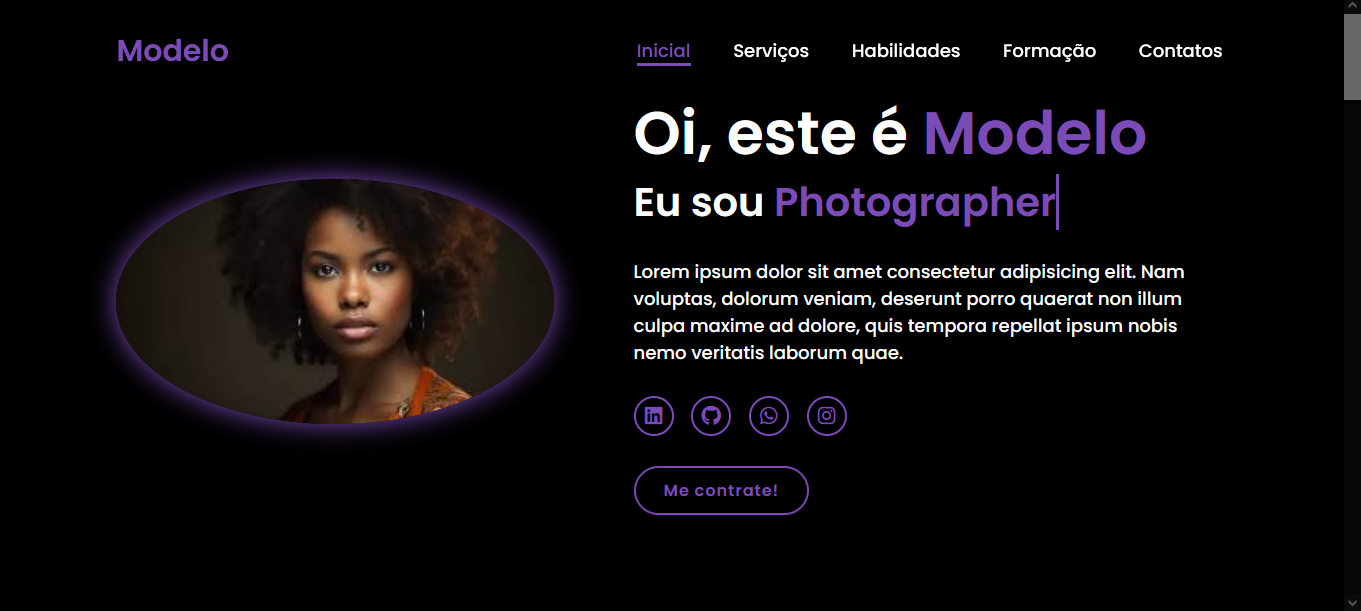 Modelo
Inicial Serviços Habilidades Formação Contatos
Oi, este é Modelo
Eu sou Photographer
Lorem ipsum dolor sit amet consectetur adipisicing elit. Nam
voluptas, dolorum veniam, deserunt porro quaerat non illum
culpa maxime ad dolore, quis tempora repellat ipsum nobis
nemo veritatis laborum quae.
in
Me contrate!